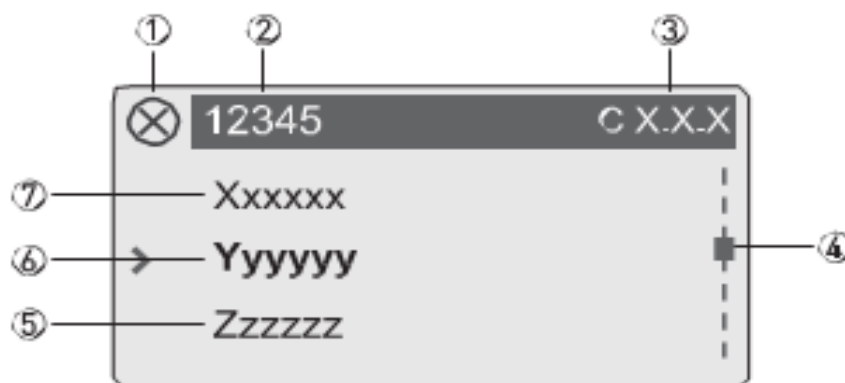 ① ② ③
12345 C X.X.X
⑦ Xxxxxx
⑥ > Yyyyyy ④
⑤ Zzzzzz